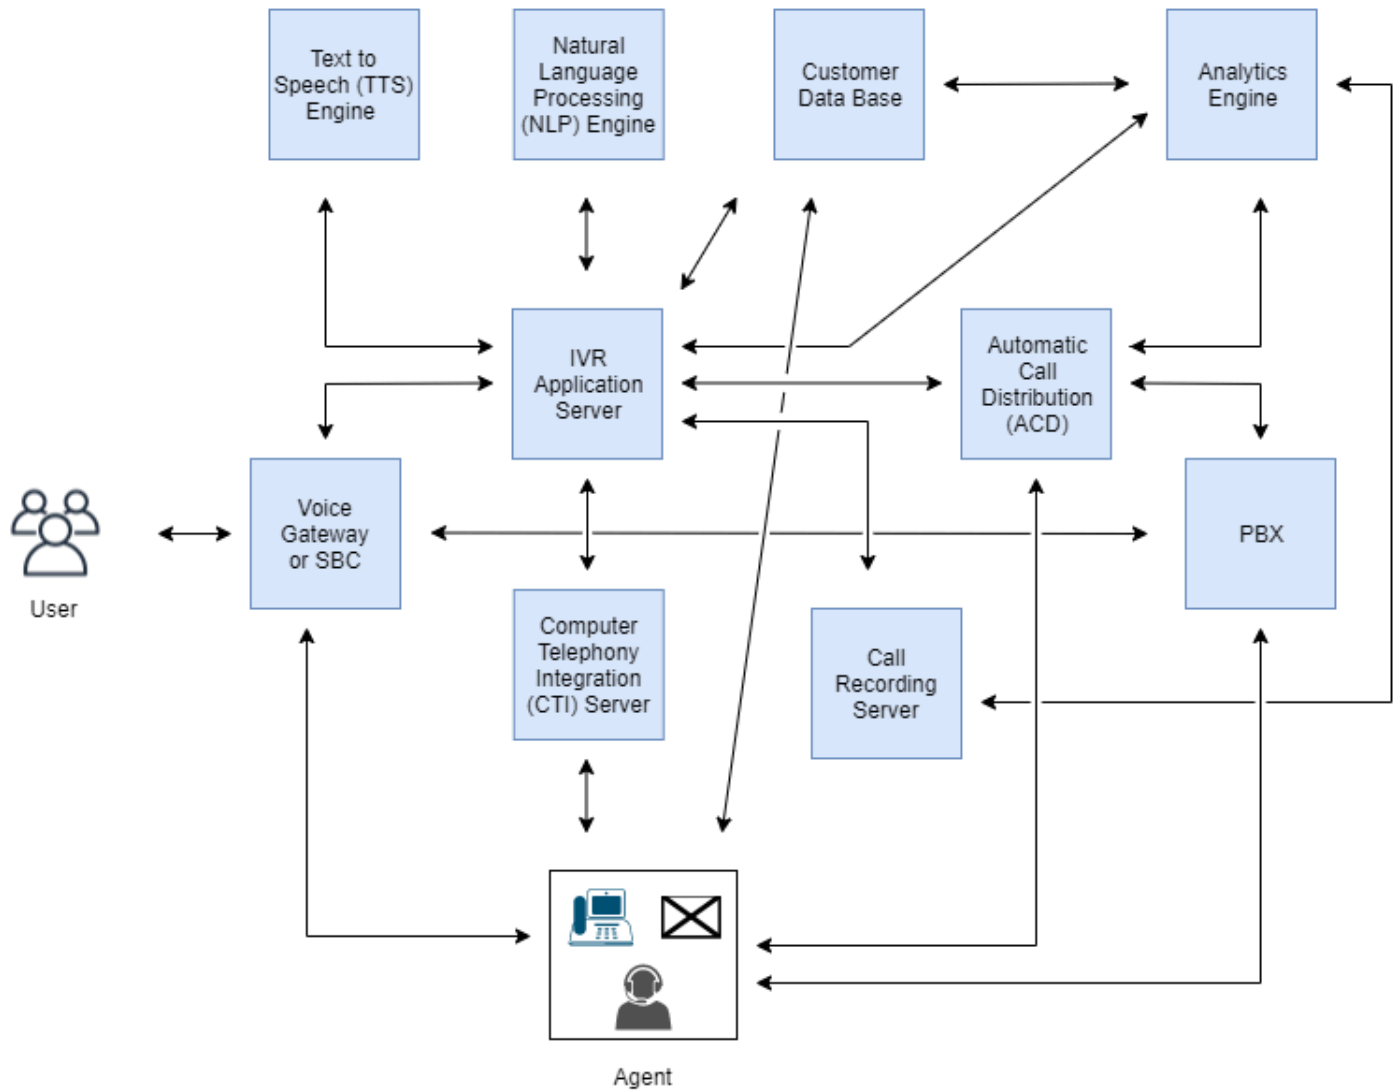 Text to
Speech (TTS)
Engine
Natural
Language
Processing
(NLP) Engine
Customer
Data Base
Analytics
Engine
IVR
Application
Server
Automatic
Call
Distribution
(ACD)
Voice
Gateway
or SBC
PBX
User
Computer
Telephony
Integration
(CTI) Server
Call
Recording
Server
Agent